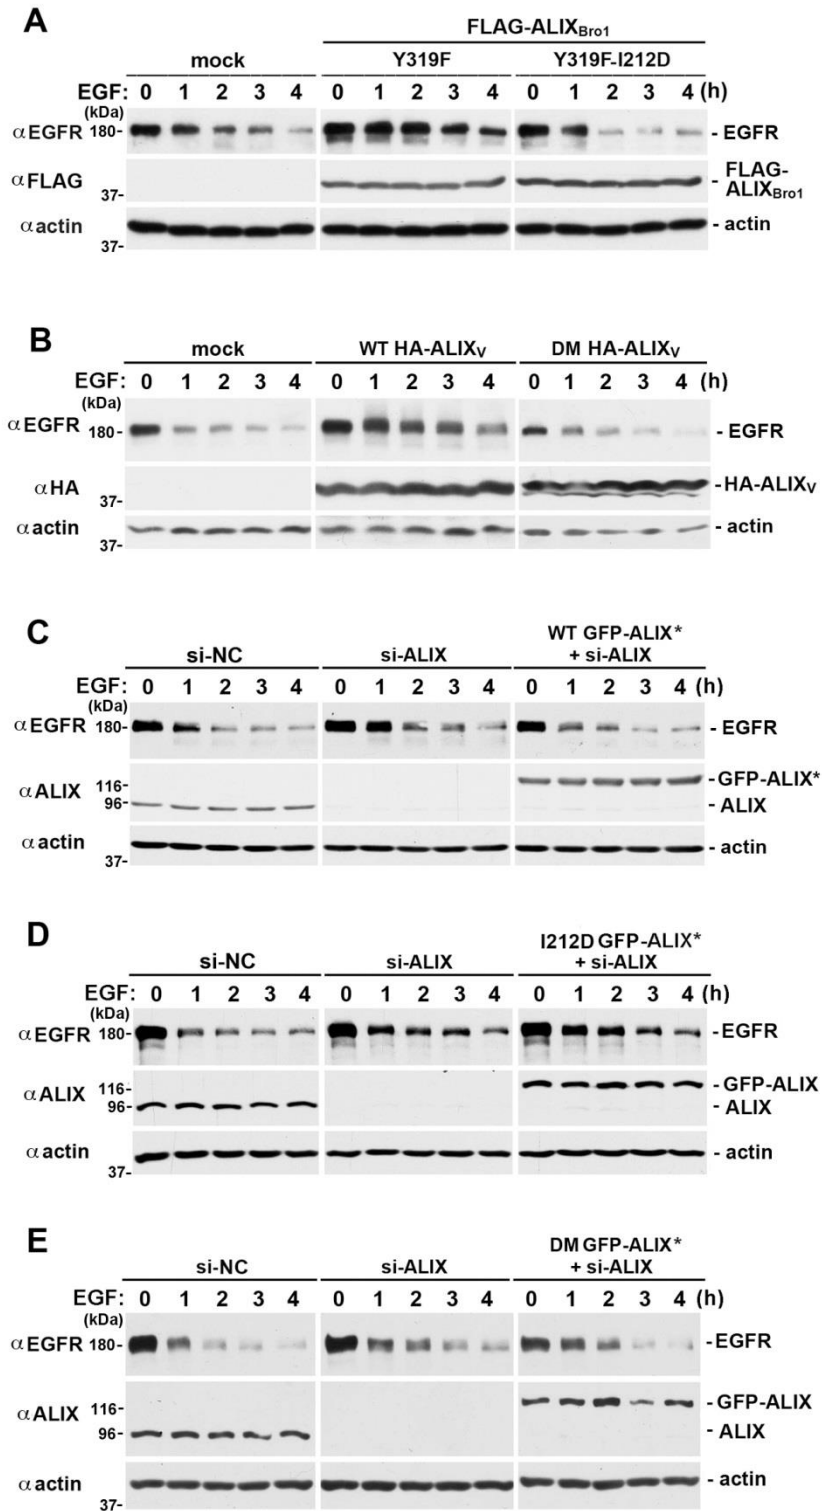 A
FLAG-ALIXBro1
mock Y319F Y319F-I212D
EGF: 0 1 2 3 4 0 1 2 3 4 0 1 2 3 4 (h)
(kDa)
αEGFR 180- - EGFR
αFLAG 37- - FLAG-ALIXBro1
αactin 37- - actin
B
mock WT HA-ALIXV DM HA-ALIXV
EGF: 0 1 2 3 4 0 1 2 3 4 0 1 2 3 4 (h)
(kDa)
αEGFR 180- - EGFR
αHA 37- -HA-ALIXV
αactin 37- - actin
C
si-NC si-ALIX WT GFP-ALIX* + si-ALIX
EGF: 0 1 2 3 4 0 1 2 3 4 0 1 2 3 4 (h)
(kDa)
αEGFR 180- - EGFR
116- -GFP-ALIX*
αALIX 96- - ALIX
αactin 37- - actin
D
si-NC si-ALIX I212D GFP-ALIX* + si-ALIX
EGF: 0 1 2 3 4 0 1 2 3 4 0 1 2 3 4 (h)
(kDa)
αEGFR 180- -EGFR
116- - GFP-ALIX
αALIX 96- - ALIX
αactin 37- - actin
E
si-NC si-ALIX DM GFP-ALIX* + si-ALIX
EGF: 0 1 2 3 4 0 1 2 3 4 0 1 2 3 4 (h)
(kDa)
αEGFR 180- -EGFR
αALIX 116- - GFP-ALIX
96- - ALIX
αactin 37- - actin